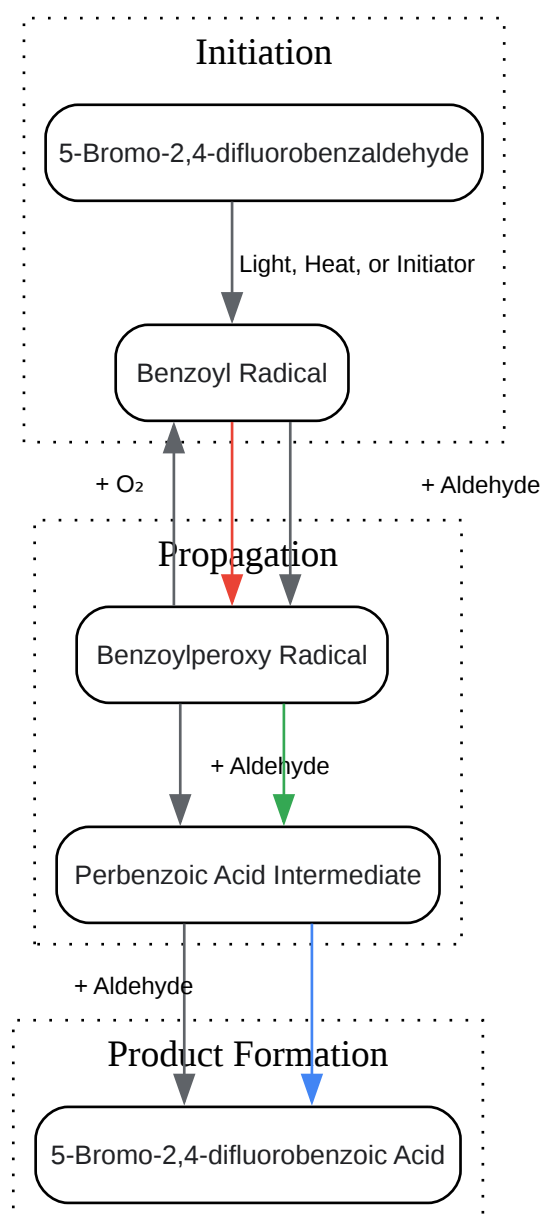 Initiation
5-Bromo-2,4-difluorobenzaldehyde
Light, Heat, or Initiator
Benzoyl Radical
+ O₂
+ Aldehyde
Propagation
Benzoylperoxy Radical
+ Aldehyde
Perbenzoic Acid Intermediate
+ Aldehyde
Product Formation
5-Bromo-2,4-difluorobenzoic Acid